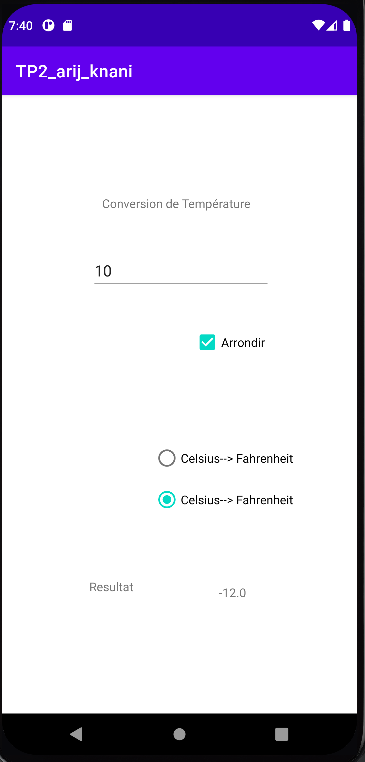 7:40
TP2_arij_knani
Conversion de Température
10
Arrondir
Celsius--> Fahrenheit
Celsius--> Fahrenheit
Resultat
-12.0